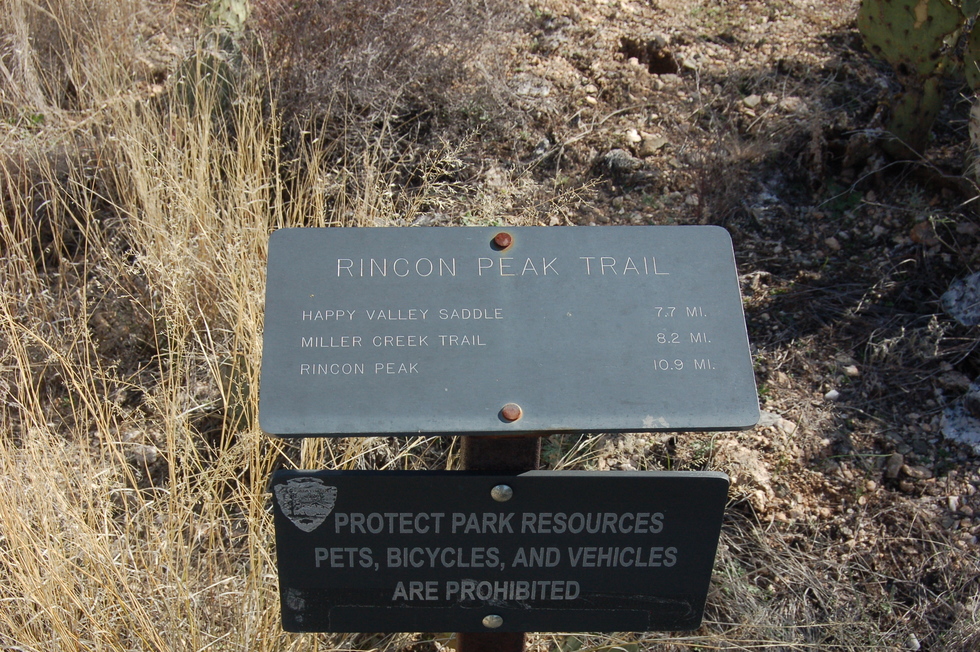 RINCON PEAK TRAIL
HAPPY VALLEY SADDLE 7.7 MI.
MILLER CREEK TRAIL 8.2 MI.
RINCON PEAK 10.9 MI.
PROTECT PARK RESOURCES
PETS, BICYCLES, AND VEHICLES
ARE PROHIBITED